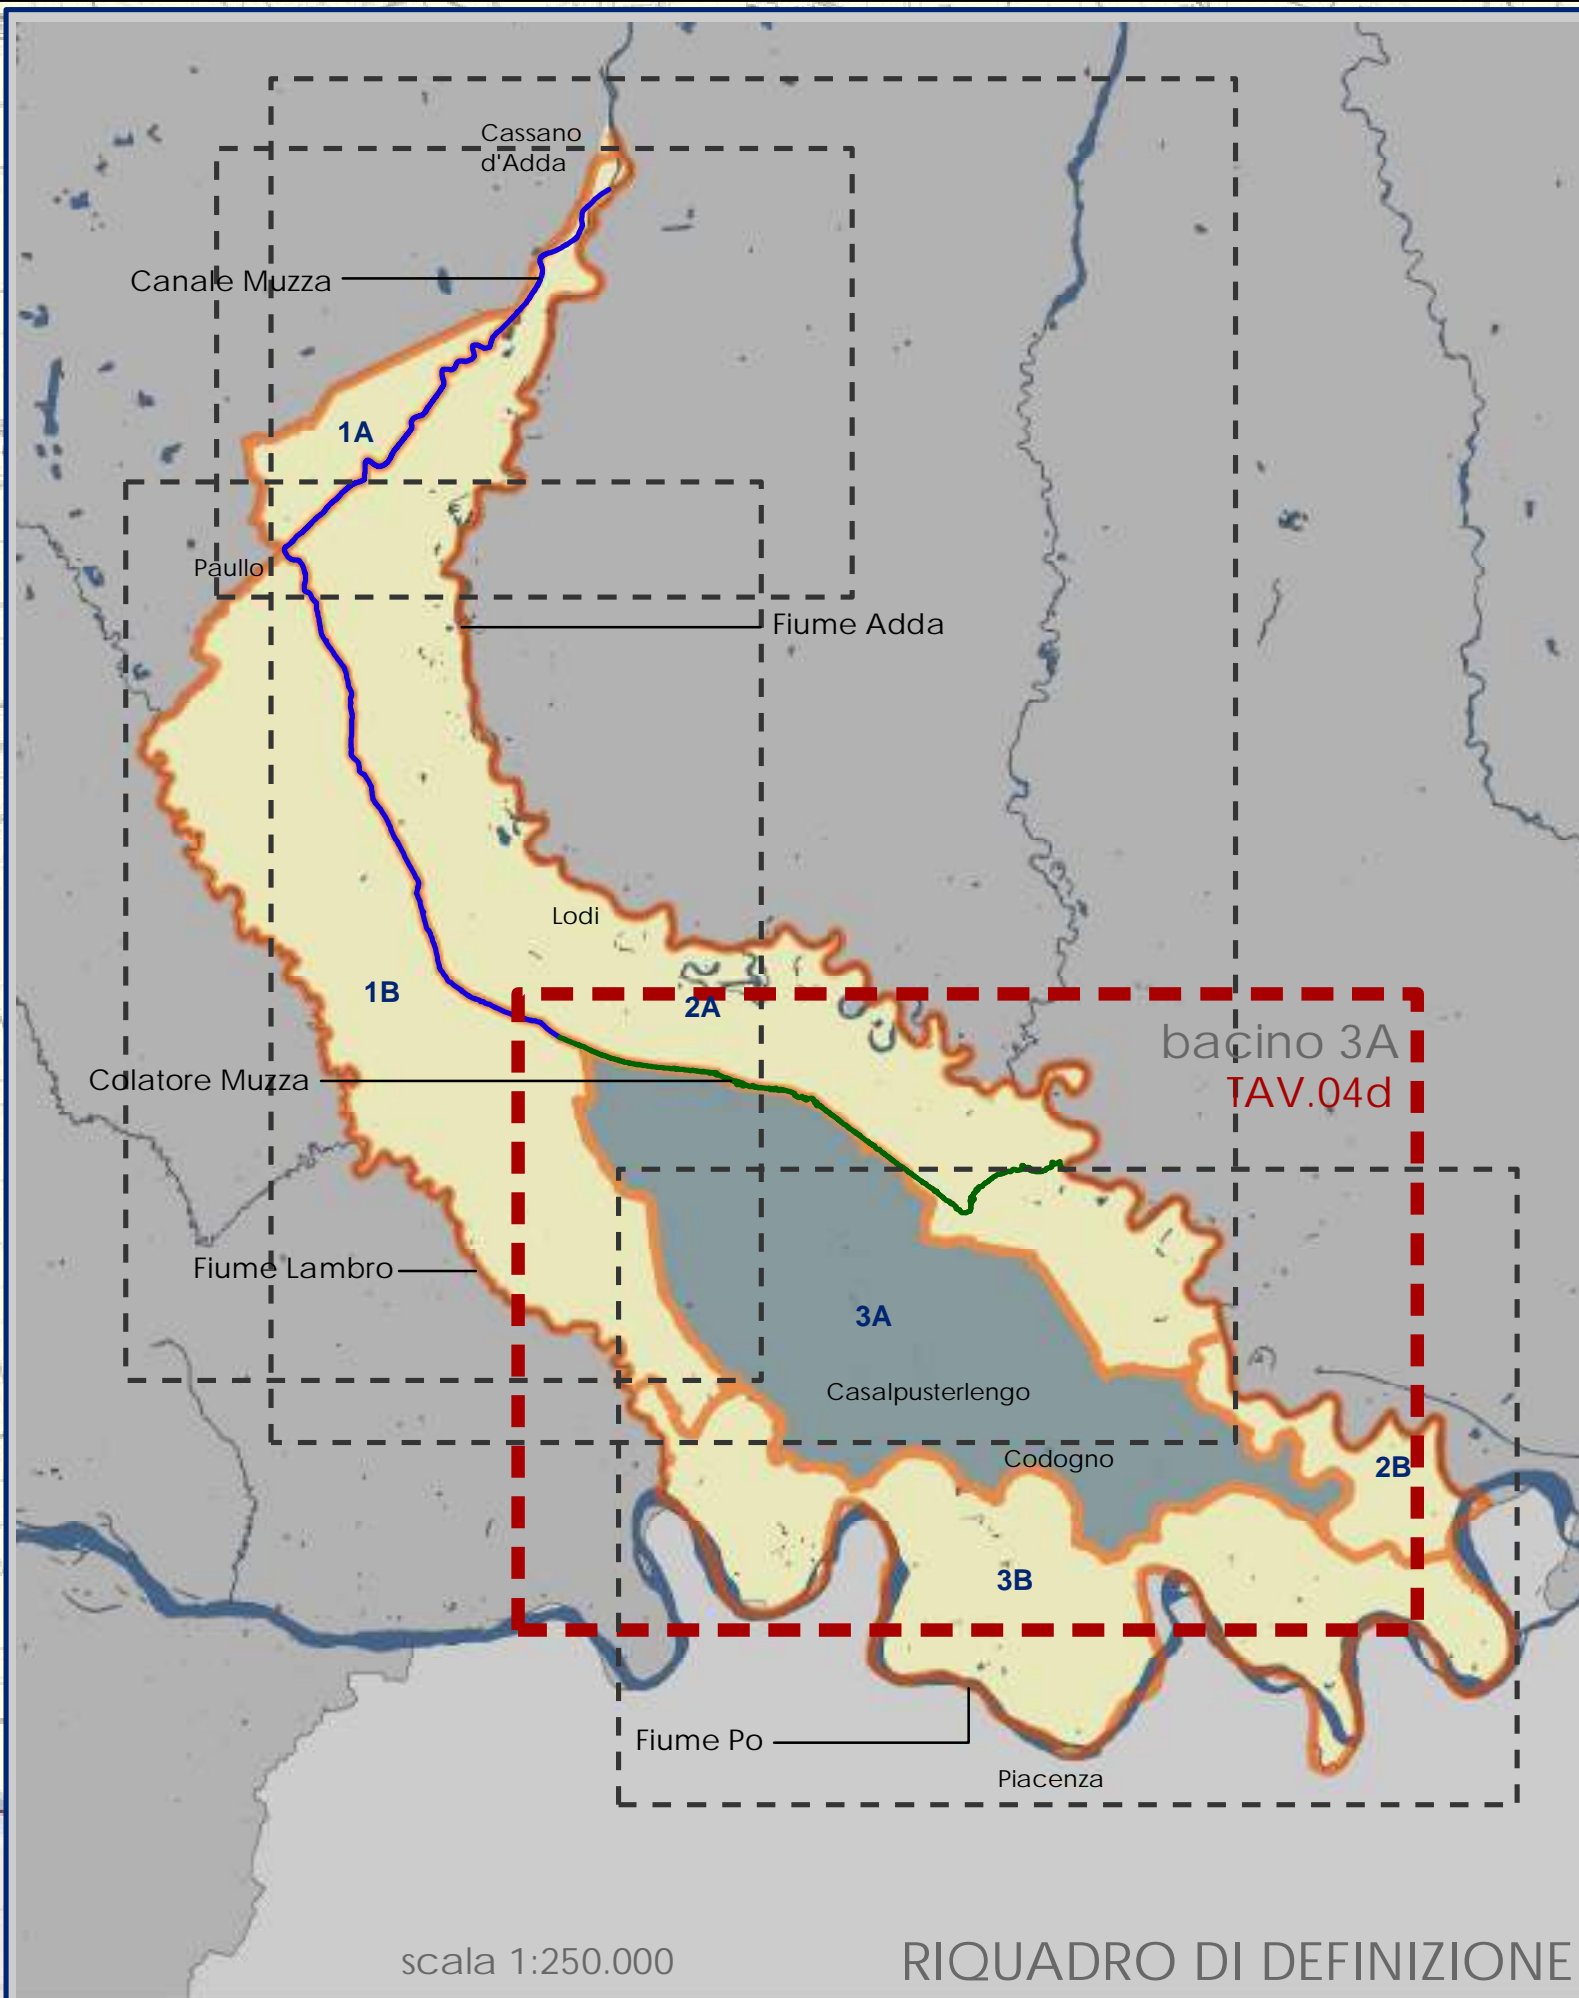 Cassano
d'Adda
Canale Muzza
1A
Paullo
Fiume Adda
Lodi
1B
2A
bacino 3A
TAV.04d
Colatore Muzza
Fiume Lambro
3A
Casalpusterlengo
Codogno
2B
3B
Fiume Po
Piacenza
scala 1:250.000
RIQUADRO DI DEFINIZIONE